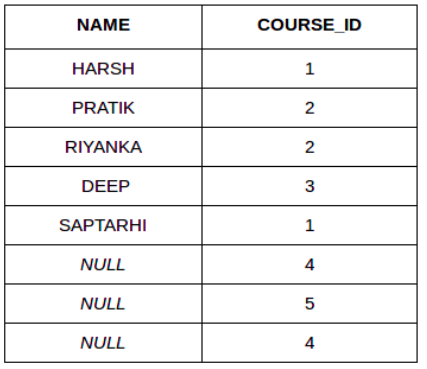 NAME COURSE_ID
HARSH 1
PRATIK 2
RIYANKA 2
DEEP 3
SAPTARHI 1
NULL 4
NULL 5
NULL 4